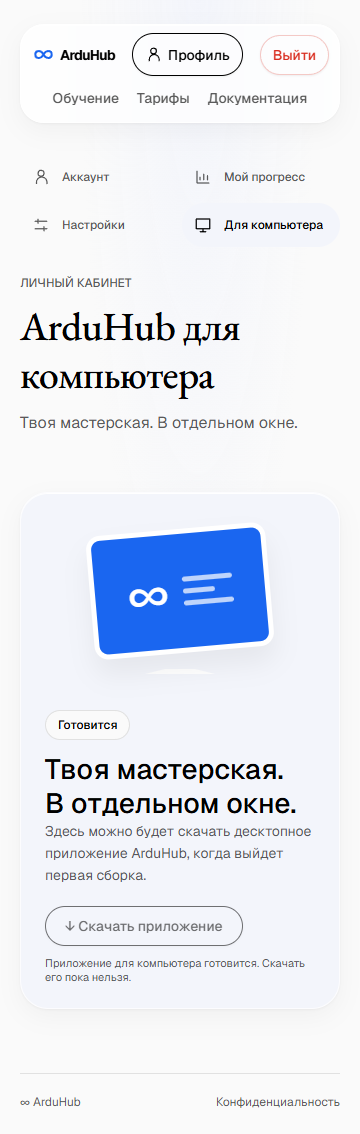 ∞ ArduHub
Профиль
Выйти
Обучение Тарифы Документация
Аккаунт
Мой прогресс
Настройки
Для компьютера
ЛИЧНЫЙ КАБИНЕТ
ArduHub для
компьютера
Твоя мастерская. В отдельном окне.
∞
Готовится
Твоя мастерская.
В отдельном окне.
Здесь можно будет скачать десктопное
приложение ArduHub, когда выйдет
первая сборка.
↓ Скачать приложение
Приложение для компьютера готовится. Скачать
его пока нельзя.
∞ ArduHub
Конфиденциальность